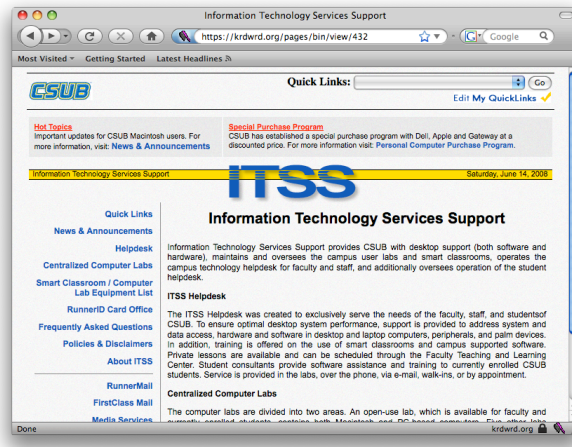 Information Technology Services Support
https://krdwrd.org/pages/bin/view/432
Google
Most Visited
Getting Started
Latest Headlines
CSUB
Quick Links:
Go
Edit My QuickLinks
Hot Topics
Important updates for CSUB Macintosh users. For
more information, visit: News & Announcements
Special Purchase Program
CSUB has established a special purchase program with Dell, Apple and Gateway at a
discounted price. For more information visit: Personal Computer Purchase Program.
Information Technology Services Support
ITSS
Saturday, June 14, 2008
Quick Links
News & Announcements
Helpdesk
Centralized Computer Labs
Smart Classroom / Computer
Lab Equipment List
RunnerID Card Office
Frequently Asked Questions
Policies & Disclaimers
About ITSS
RunnerMail
FirstClass Mail
Media Services
Information Technology Services Support
Information Technology Services Support provides CSUB with desktop support (both software and
hardware), maintains and oversees the campus user labs and smart classrooms, operates the
campus technology helpdesk for faculty and staff, and additionally oversees operation of the student
helpdesk.
ITSS Helpdesk
The ITSS Helpdesk was created to exclusively serve the needs of the faculty, staff, and studentsof
CSUB. To ensure optimal desktop system performance, support is provided to address system and
data access, hardware and software in desktop and laptop computers, peripherals, and palm devices.
In addition, training is offered on the use of smart classrooms and campus supported software.
Private lessons are available and can be scheduled through the Faculty Teaching and Learning
Center. Student consultants provide software assistance and training to currently enrolled CSUB
students. Service is provided in the labs, over the phone, via e-mail, walk-ins, or by appointment.
Centralized Computer Labs
The computer labs are divided into two areas. An open-use lab, which is available for faculty and
currently enrolled students, contains both Macintosh and PC-based computers. Five other labs
Done
krdwrd.org